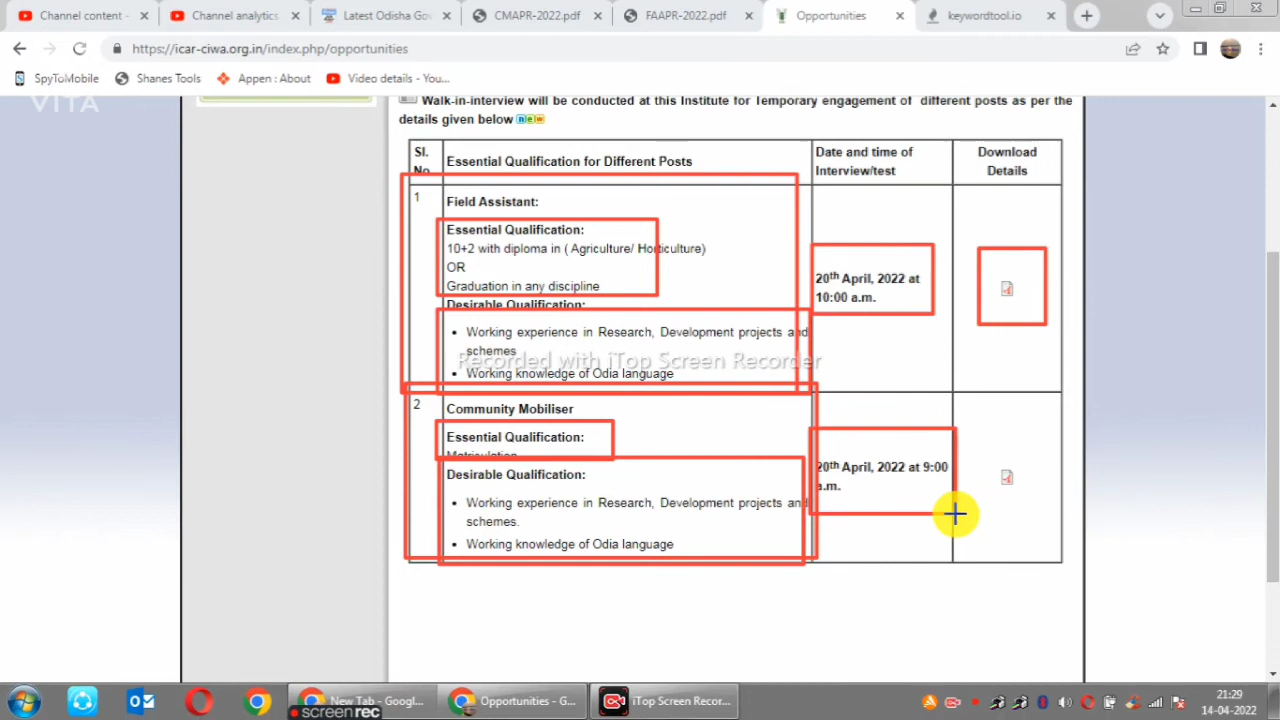 Channel content -
Channel analytics
Latest Odisha Gov
CMAPR-2022.pdf
FAAPR-2022.pdf
Opportunities
keywordtool.io
https://icar-ciwa.org.in/index.php/opportunities
SpyToMobile
Shanes Tools
Appen : About
Video details - You...
VITA
Walk-in-interview will be conducted at this Institute for Temporary engagement of different posts as per the
details given below new
Sl.
No
Essential Qualification for Different Posts
Date and time of
Interview/test
Download
Details
1
Field Assistant:
Essential Qualification:
10+2 with diploma in ( Agriculture/ Horticulture)
OR
Graduation in any discipline
Desirable Qualification:
• Working experience in Research, Development projects and
schemes
• Working knowledge of Odia language
20th April, 2022 at
10:00 a.m.
Recorded with iTop Screen Recorder
2
Community Mobiliser
Essential Qualification:
Matriculation
Desirable Qualification:
• Working experience in Research, Development projects and
schemes.
• Working knowledge of Odia language
20th April, 2022 at 9:00
a.m.
New Tab - Googl...
Opportunities - G...
iTop Screen Recor...
screen rec
21:29
14-04-2022